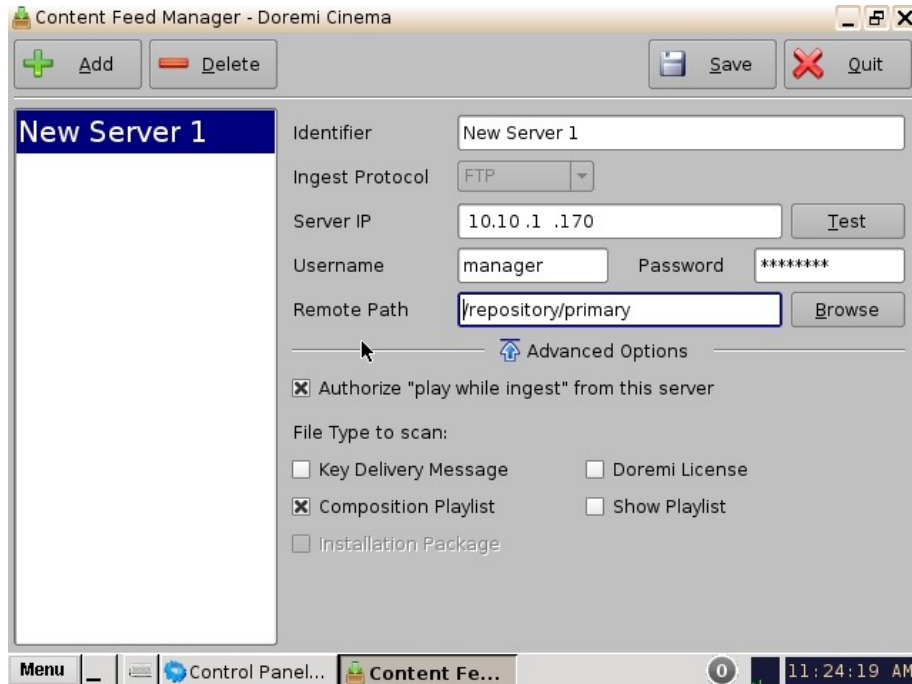 Content Feed Manager - Doremi Cinema
Add
Delete
Save
Quit
New Server 1
Identifier
New Server 1
Ingest Protocol
FTP
Server IP
10.10 .1 .170
Test
Username
manager
Password
********
Remote Path
/repository/primary
Browse
Advanced Options
Authorize "play while ingest" from this server
File Type to scan:
Key Delivery Message
Doremi License
Composition Playlist
Show Playlist
Installation Package
Menu
Control Panel...
Content Fe...
0
11:24:19 AM